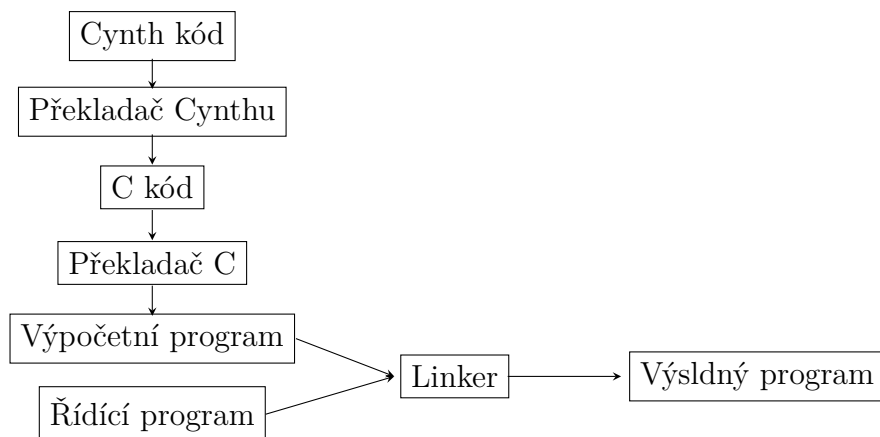 Cynth kód
Překladač Cynthu
C kód
Překladač C
Výpočetní program
Linker
Výsldný program
Řídící program